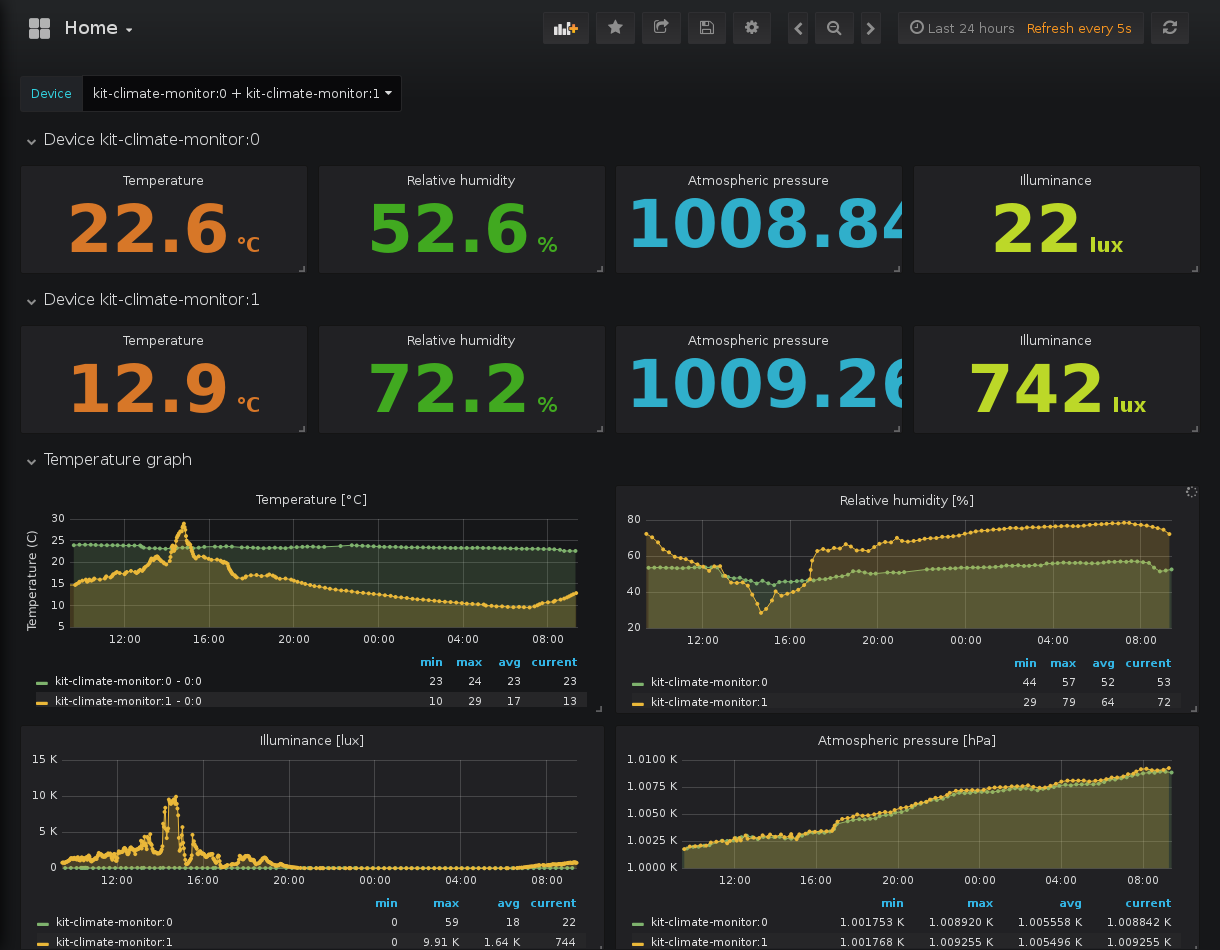 Home
Last 24 hours Refresh every 5s
Device kit-climate-monitor:0 + kit-climate-monitor:1
Device kit-climate-monitor:0
Temperature
22.6 °C
Relative humidity
52.6 %
Atmospheric pressure
1008.84
Illuminance
22 lux
Device kit-climate-monitor:1
Temperature
12.9 °C
Relative humidity
72.2 %
Atmospheric pressure
1009.26
Illuminance
742 lux
Temperature graph
Temperature [°C]
Temperature (C)
30
25
20
15
10
5
12:00 16:00 20:00 00:00 04:00 08:00
min max avg current
kit-climate-monitor:0 - 0:0 23 24 23 23
kit-climate-monitor:1 - 0:0 10 29 17 13
Relative humidity [%]
80
60
40
20
12:00 16:00 20:00 00:00 04:00 08:00
min max avg current
kit-climate-monitor:0 44 57 52 53
kit-climate-monitor:1 29 79 64 72
Illuminance [lux]
15 K
10 K
5 K
0
12:00 16:00 20:00 00:00 04:00 08:00
min max avg current
kit-climate-monitor:0 0 59 18 22
kit-climate-monitor:1 0 9.91 K 1.64 K 744
Atmospheric pressure [hPa]
1.0100 K
1.0075 K
1.0050 K
1.0025 K
1.0000 K
12:00 16:00 20:00 00:00 04:00 08:00
min max avg current
kit-climate-monitor:0 1.001753 K 1.008920 K 1.005558 K 1.008842 K
kit-climate-monitor:1 1.001768 K 1.009255 K 1.005496 K 1.009255 K